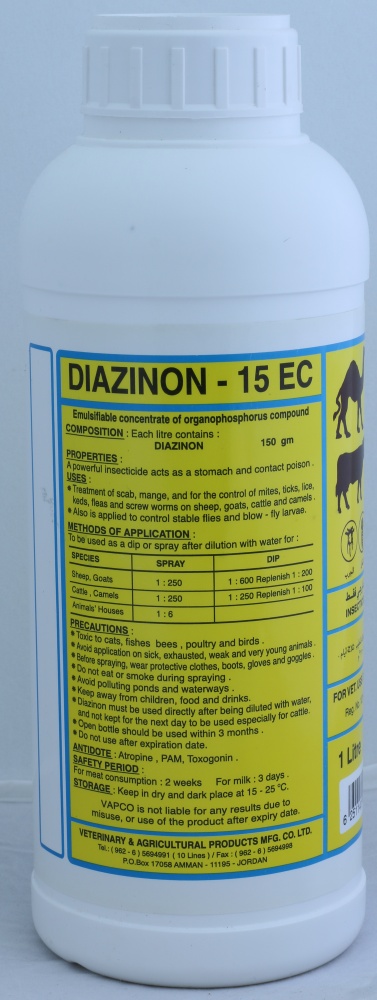 DIAZINON - 15 EC
Emulsifiable concentrate of organophosphorus compound
COMPOSITION : Each litre contains :
DIAZINON 150 gm
PROPERTIES :
A powerful insecticide acts as a stomach and contact poison.
USES :
• Treatment of scab, mange, and for the control of mites, ticks, lice,
keds, fleas and screw worms on sheep, goats, cattle and camels.
• Also is applied to control stable flies and blow - fly larvae.
METHODS OF APPLICATION :
To be used as a dip or spray after dilution with water for :
SPECIES SPRAY DIP
Sheep, Goats 1 : 250 1 : 600 Replenish 1 : 200
Cattle , Camels 1 : 250 1 : 250 Replenish 1 : 100
Animals' Houses 1 : 6
PRECAUTIONS :
• Toxic to cats, fishes bees , poultry and birds .
• Avoid application on sick, exhausted, weak and very young animals .
• Before spraying, wear protective clothes, boots, gloves and goggles .
• Do not eat or smoke during spraying .
• Avoid polluting ponds and waterways .
• Keep away from children, food and drinks.
• Diazinon must be used directly after being diluted with water,
and not kept for the next day to be used especially for cattle.
• Open bottle should be used within 3 months .
• Do not use after expiration date.
ANTIDOTE : Atropine , PAM, Toxogonin .
SAFETY PERIOD :
For meat consumption : 2 weeks For milk : 3 days .
STORAGE : Keep in dry and dark place at 15 - 25 °C.
VAPCO is not liable for any results due to
misuse, or use of the product after expiry date.
VETERINARY & AGRICULTURAL PRODUCTS MFG. CO. LTD.
Tel.: ( 962 - 6 ) 5694991 ( 10 Lines ) / Fax : ( 962 - 6 ) 5694998
P.O.Box 17058 AMMAN - 11195 - JORDAN
INSECTI
FOR VET. US
Reg. No.
1 Litre